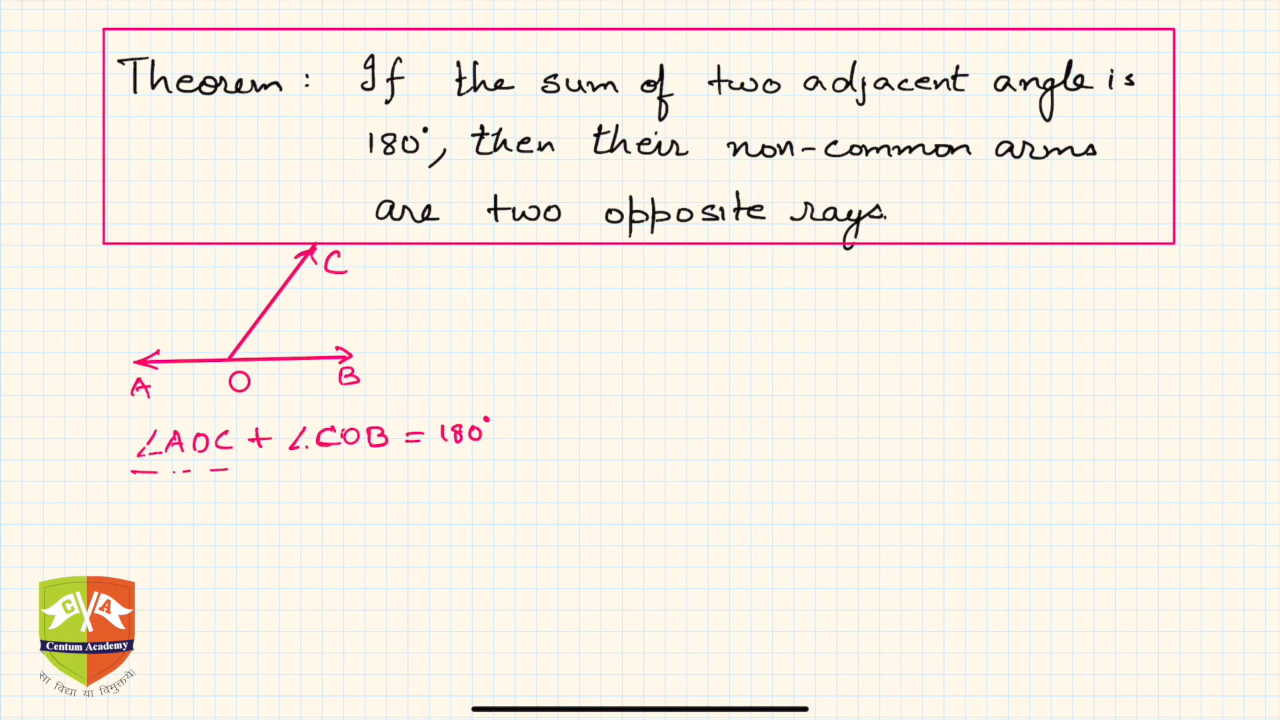 Theorem : If the sum of two adjacent angle is
180°, then their non-common arms
are two opposite rays.
C
A O B
∠AOC + ∠COB = 180°
C A
Centum Academy
सा विद्या या विमुक्तये।